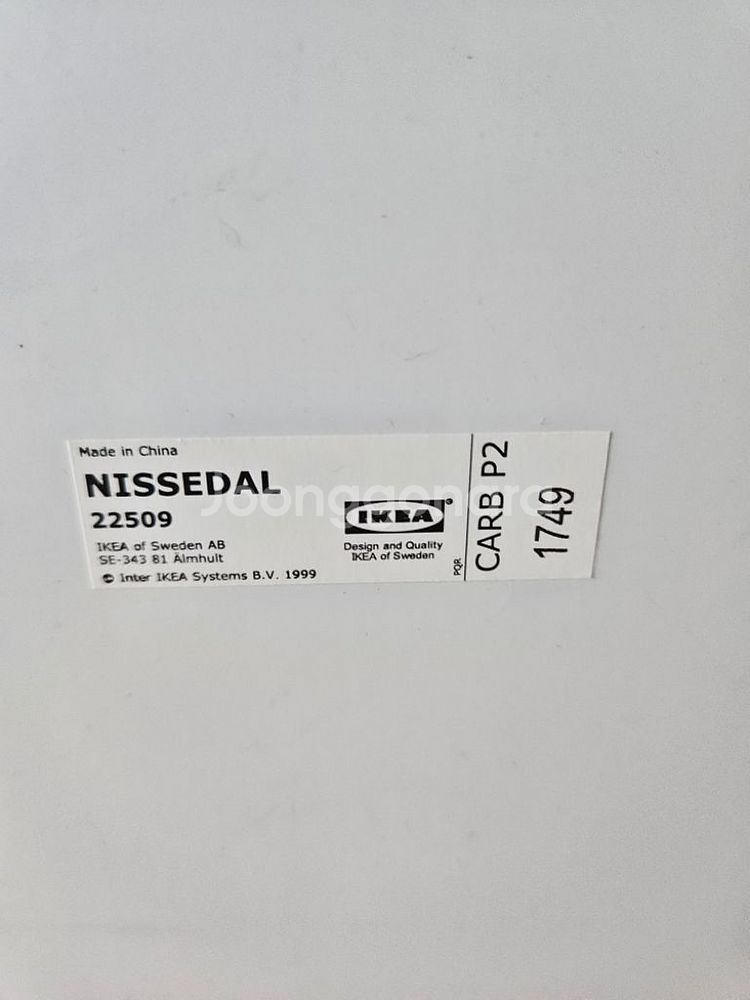 Made in China
NISSEDAL
22509
IKEA of Sweden AB
SE-343 81 Älmhult
© Inter IKEA Systems B.V. 1999
IKEA®
Design and Quality
IKEA of Sweden
PQR
CARB P2
1749
Joonggonara